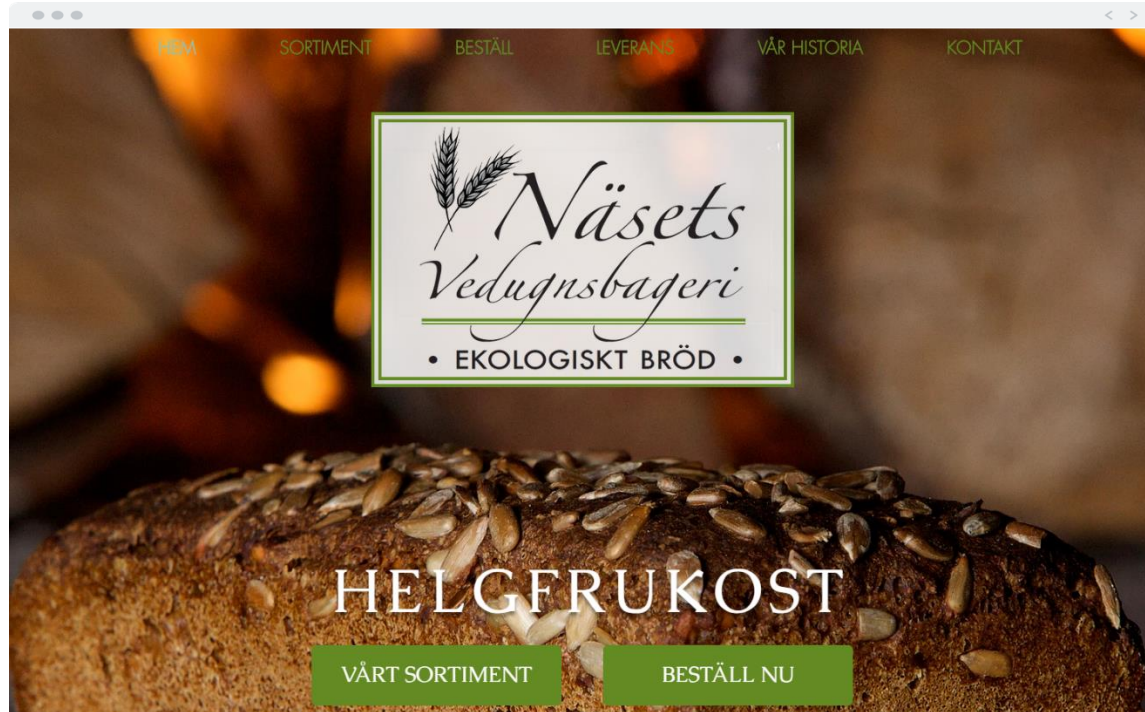 HEM SORTIMENT BESTÄLL LEVERANS VÅR HISTORIA KONTAKT
Näsets
Vedugnsbageri
• EKOLOGISKT BRÖD •
HELGFRUKOST
VÅRT SORTIMENT BESTÄLL NU